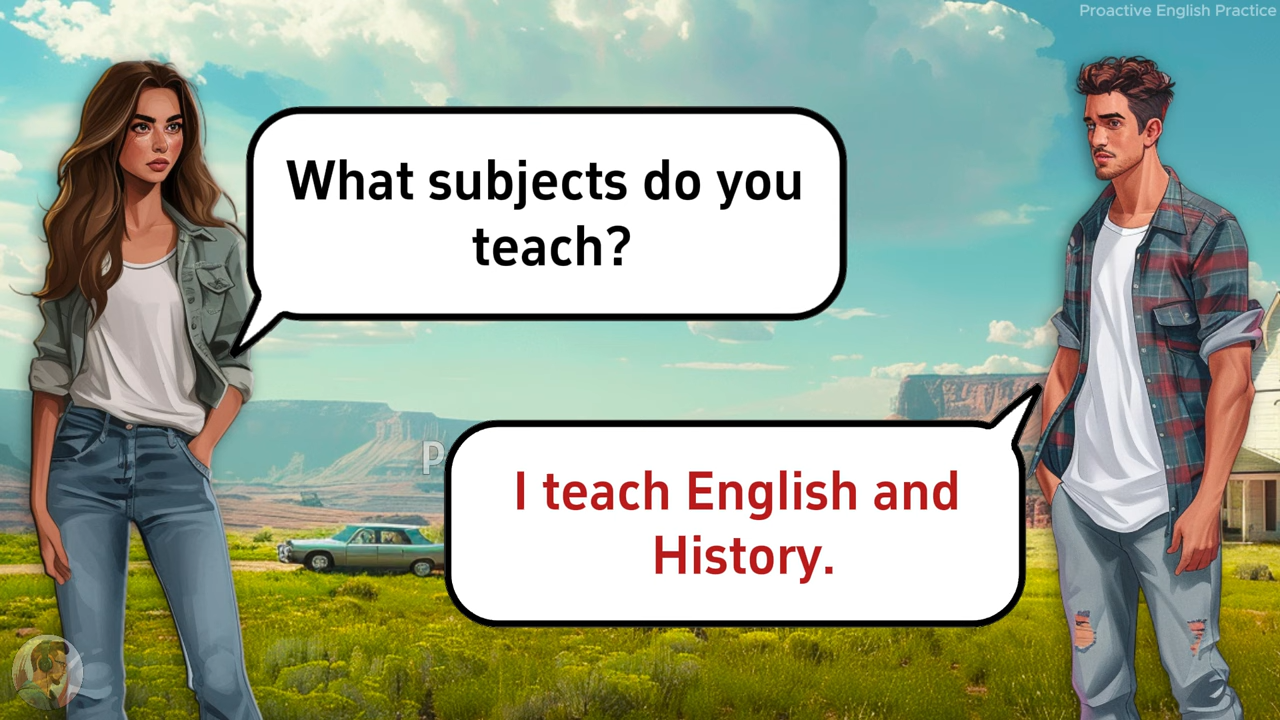 Proactive English Practice
What subjects do you
teach?
I teach English and
History.